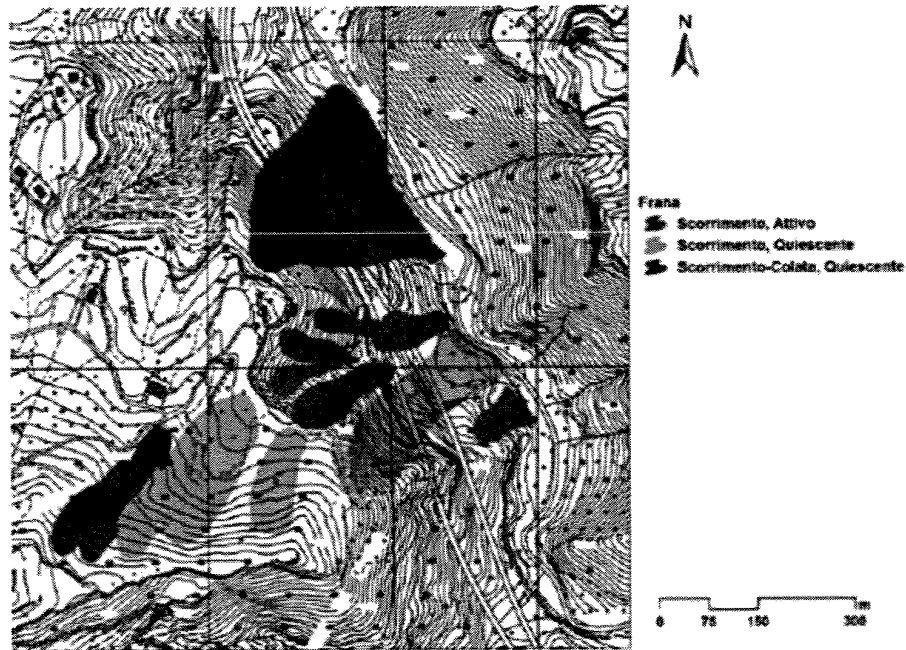 N
Frana
Scorrimento, Attivo
Scorrimento, Quiescente
Scorrimento-Colata, Quiescente
0 75 150 300
m